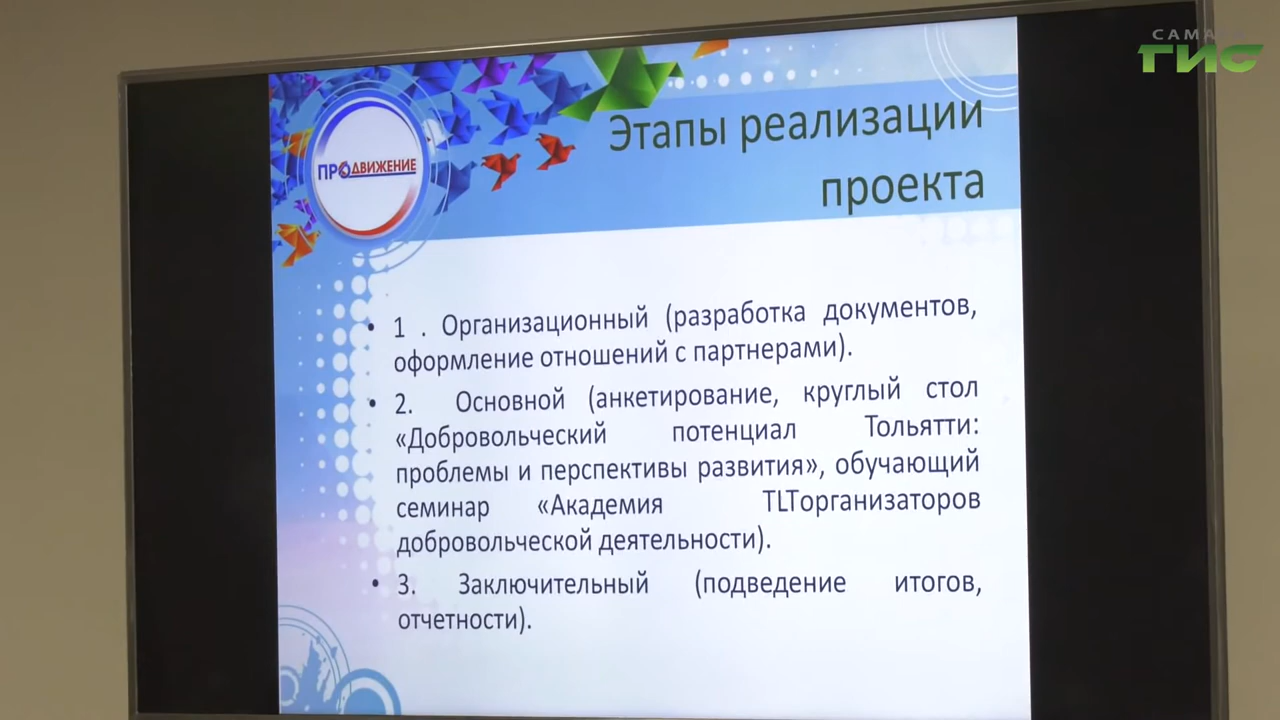 САМАРА
ГИС
ПРОДВИЖЕНИЕ
Этапы реализации
проекта
• 1 . Организационный (разработка документов,
оформление отношений с партнерами).
• 2. Основной (анкетирование, круглый стол
«Добровольческий потенциал Тольятти:
проблемы и перспективы развития», обучающий
семинар «Академия TLTорганизаторов
добровольческой деятельности).
• 3. Заключительный (подведение итогов,
отчетности).